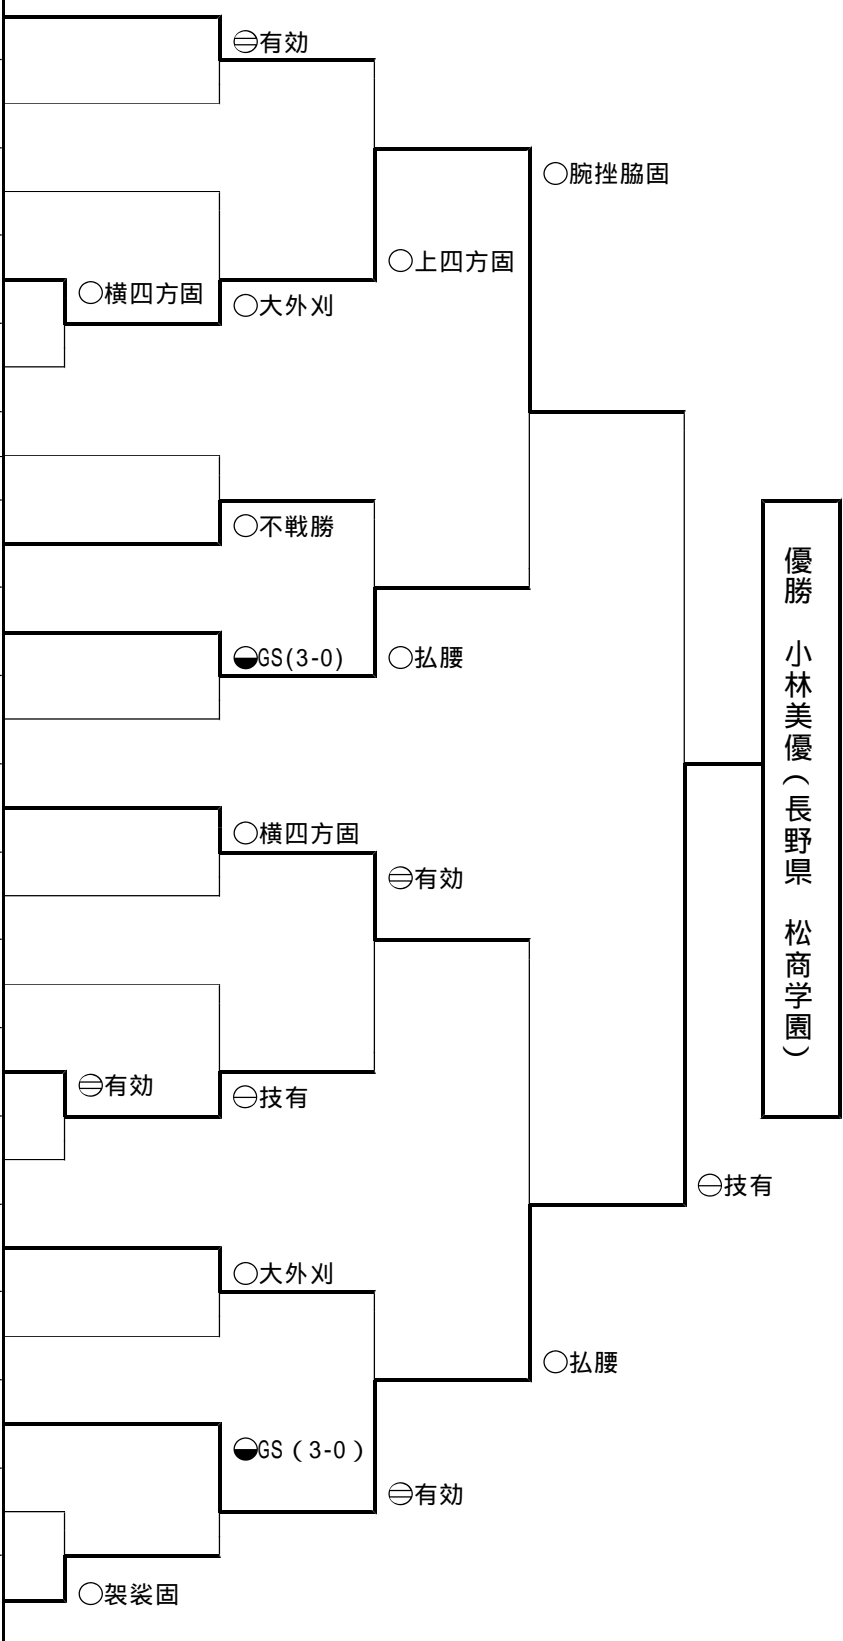 ㊀有効
○腕挫脇固
○上四方固
○横四方固
○大外刈
○不戦勝
◒GS(3-0)
○払腰
優勝　小林美優(長野県　松商学園)
○横四方固
㊀有効
㊀有効
㊀技有
㊀技有
○大外刈
○払腰
◒GS(3-0)
㊀有効
○袈裟固